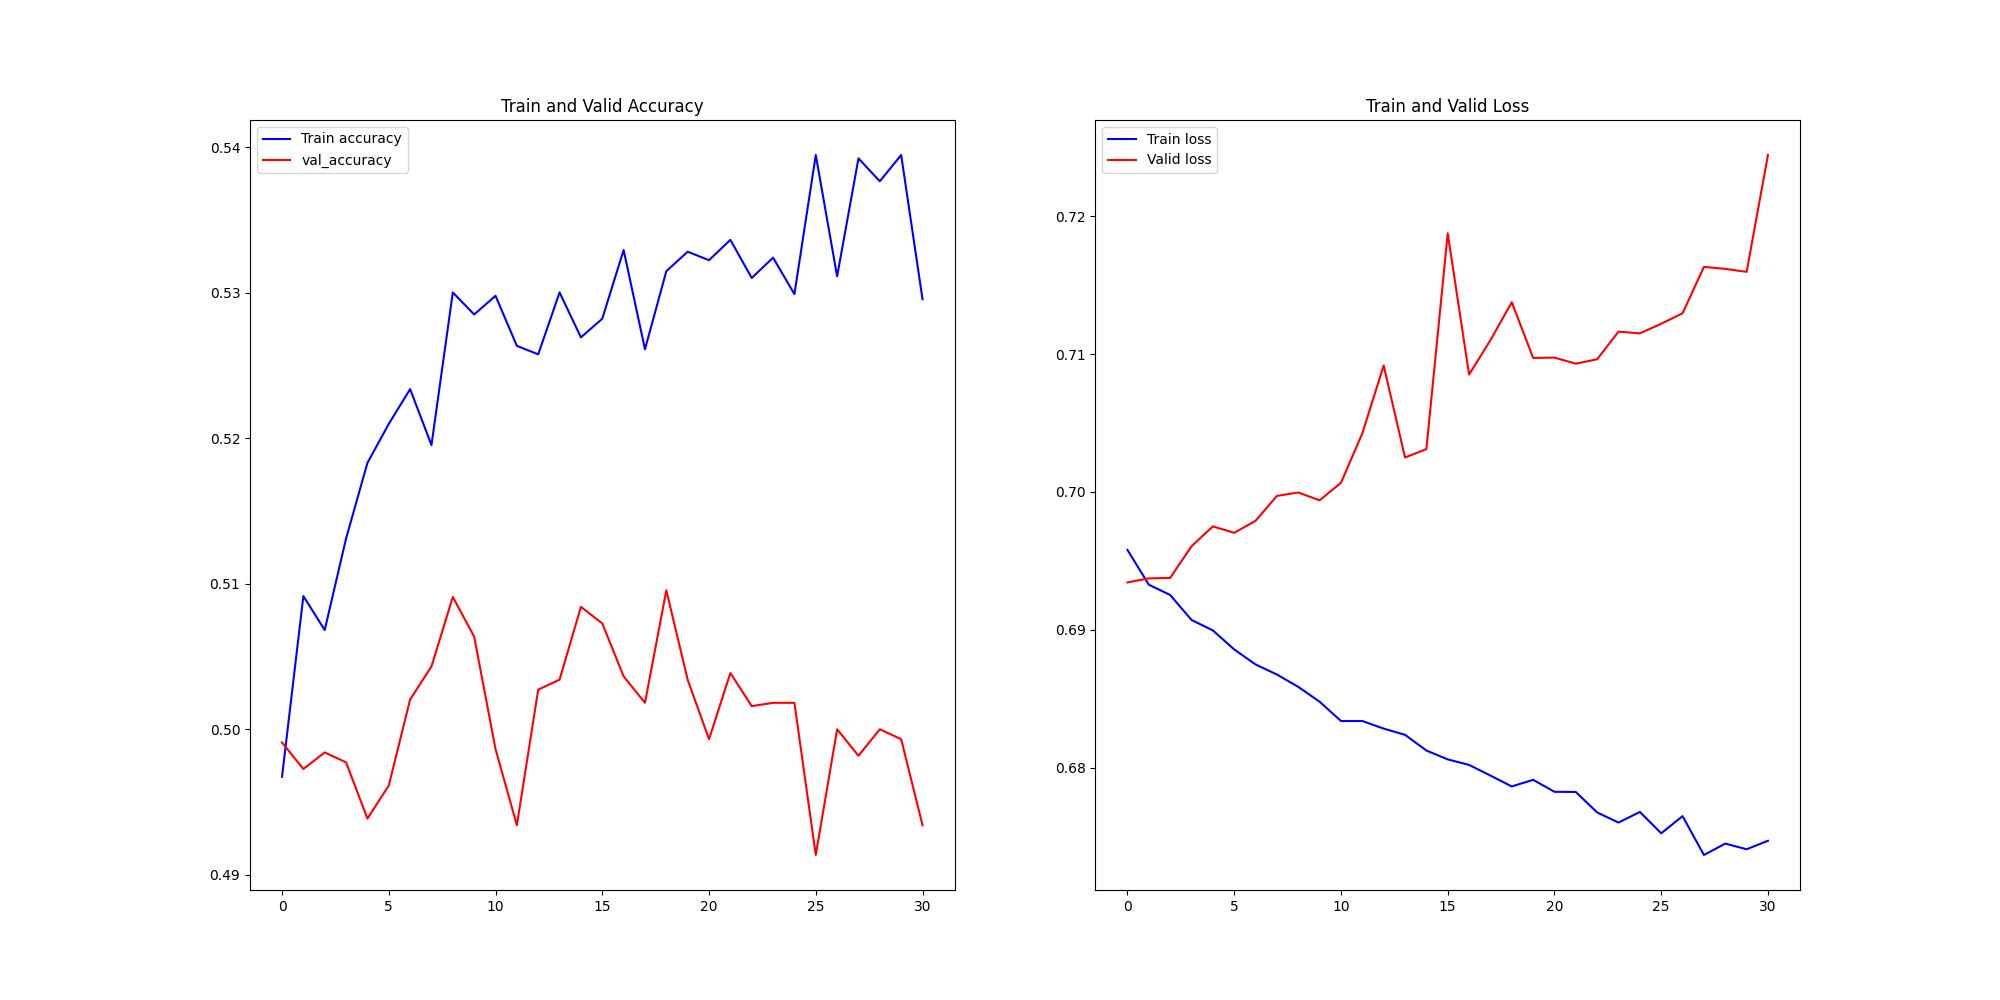 Train and Valid Accuracy
Train accuracy
val_accuracy
0.54
0.53
0.52
0.51
0.50
0.49
0 5 10 15 20 25 30
Train and Valid Loss
Train loss
Valid loss
0.72
0.71
0.70
0.69
0.68
0 5 10 15 20 25 30